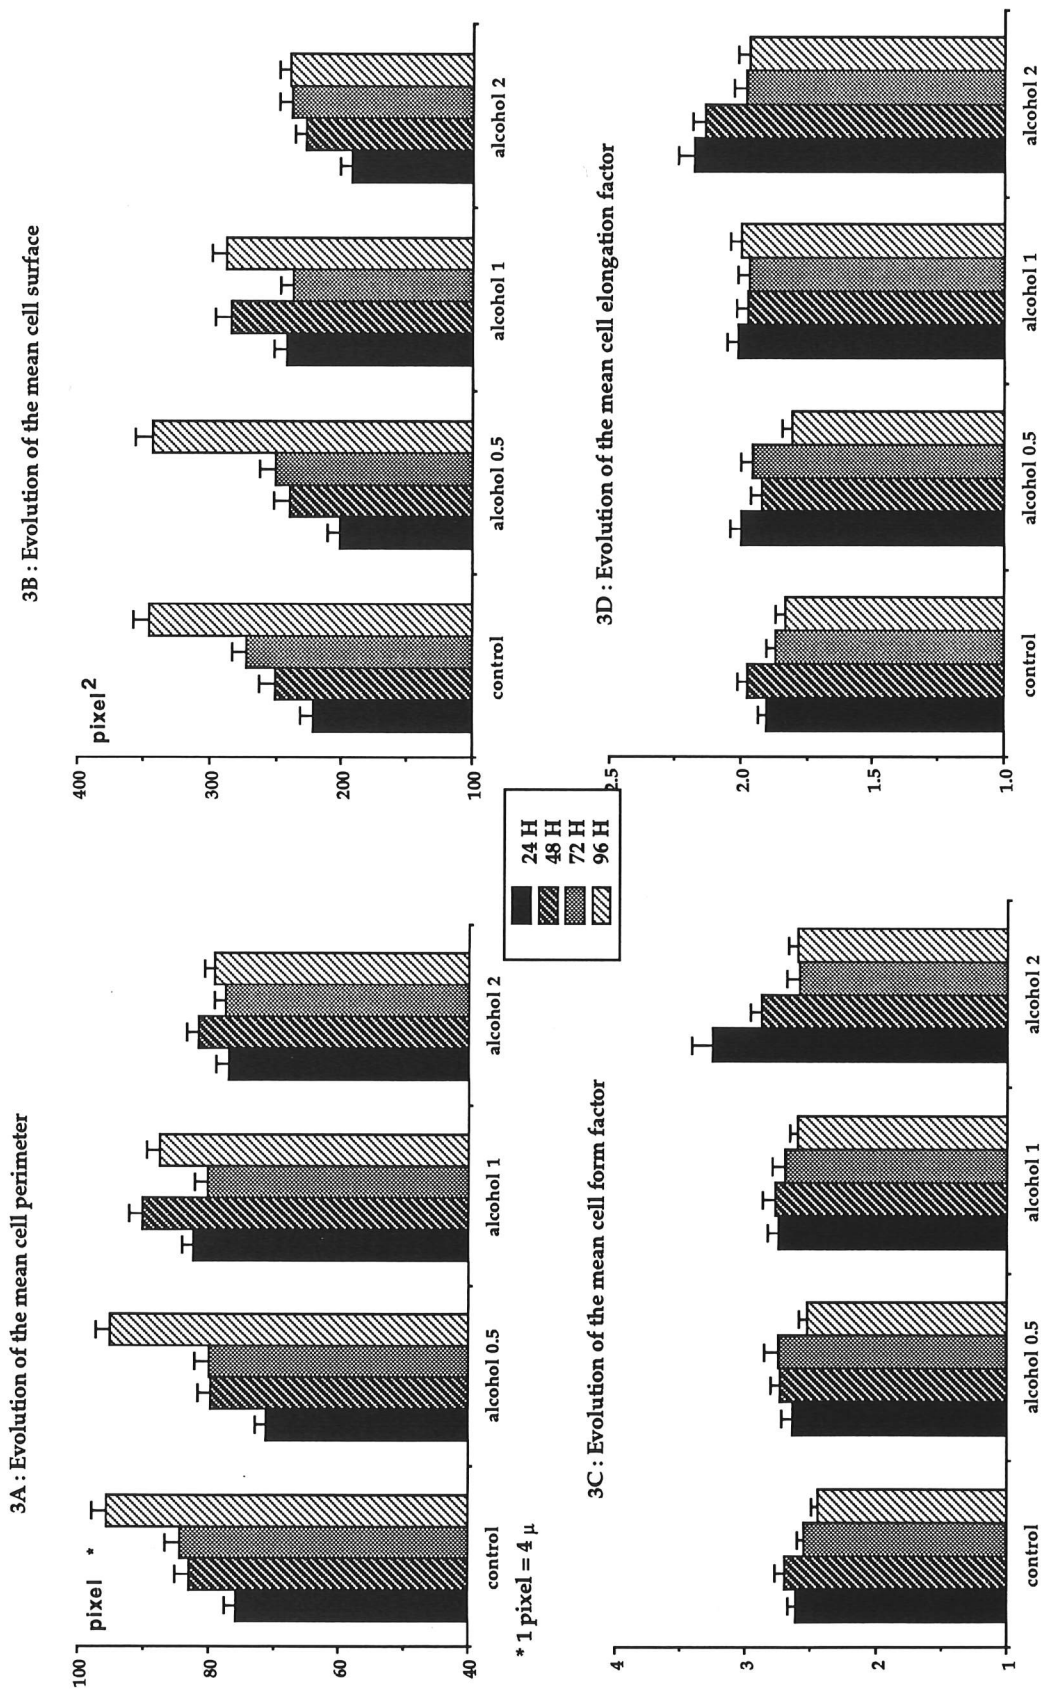 3A : Evolution of the mean cell perimeter
pixel *
100
80
60
40
control
alcohol 0.5
alcohol 1
alcohol 2
* 1 pixel = 4 µ
3B : Evolution of the mean cell surface
pixel2
400
300
200
100
control
alcohol 0.5
alcohol 1
alcohol 2
24 H
48 H
72 H
96 H
3C : Evolution of the mean cell form factor
4
3
2
1
control
alcohol 0.5
alcohol 1
alcohol 2
3D : Evolution of the mean cell elongation factor
2.5
2.0
1.5
1.0
control
alcohol 0.5
alcohol 1
alcohol 2